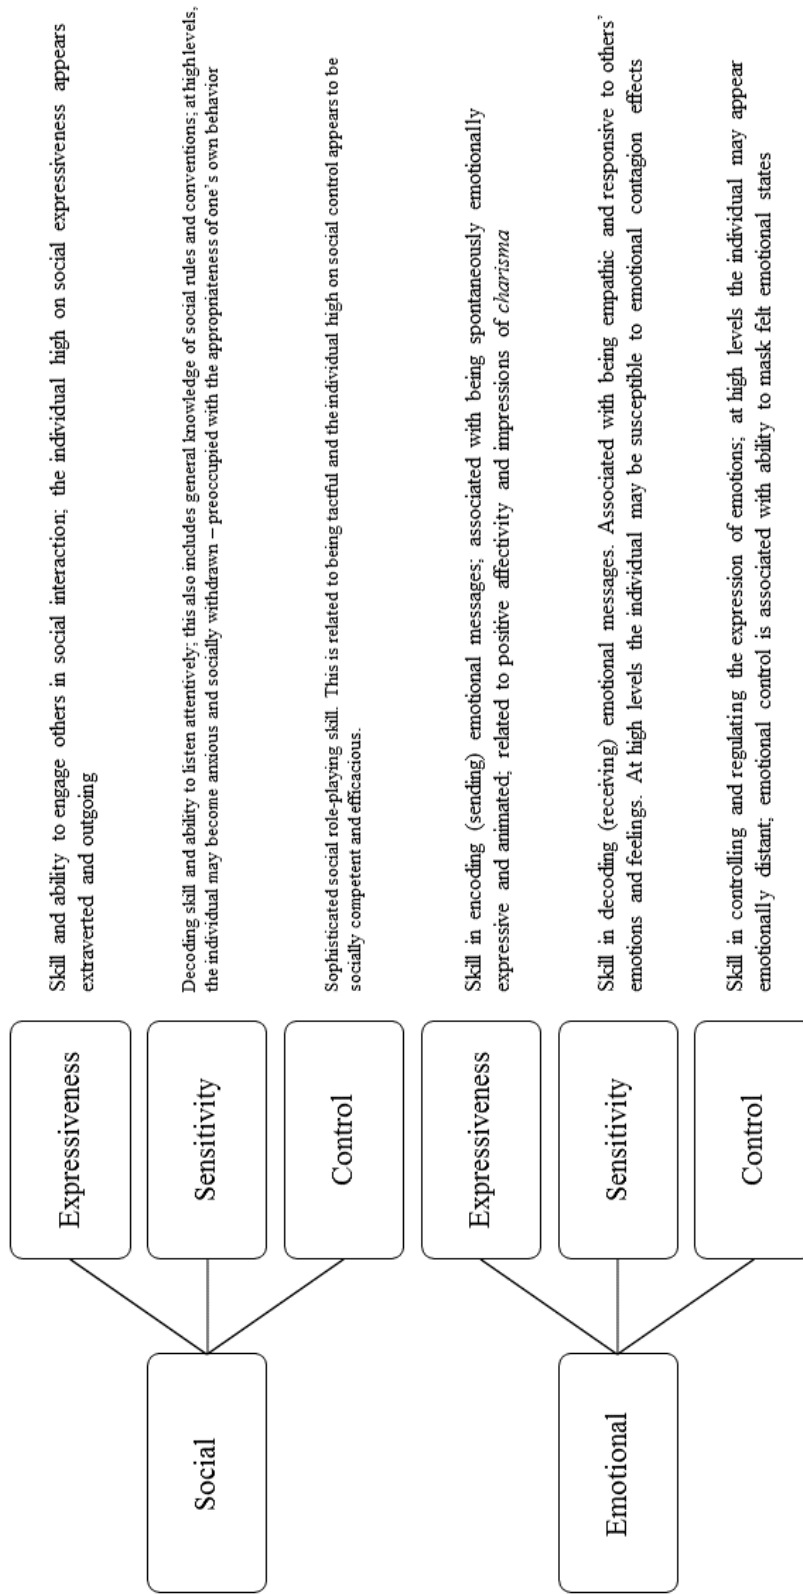 Social
Expressiveness
Skill and ability to engage others in social interaction; the individual high on social expressiveness appears
extraverted and outgoing
Sensitivity
Decoding skill and ability to listen attentively; this also includes general knowledge of social rules and conventions; at high levels,
the individual may become anxious and socially withdrawn – preoccupied with the appropriateness of one's own behavior
Control
Sophisticated social role-playing skill. This is related to being tactful and the individual high on social control appears to be
socially competent and efficacious.
Emotional
Expressiveness
Skill in encoding (sending) emotional messages; associated with being spontaneously emotionally
expressive and animated; related to positive affectivity and impressions of charisma
Sensitivity
Skill in decoding (receiving) emotional messages. Associated with being empathic and responsive to others'
emotions and feelings. At high levels the individual may be susceptible to emotional contagion effects
Control
Skill in controlling and regulating the expression of emotions; at high levels the individual may appear
emotionally distant; emotional control is associated with ability to mask felt emotional states